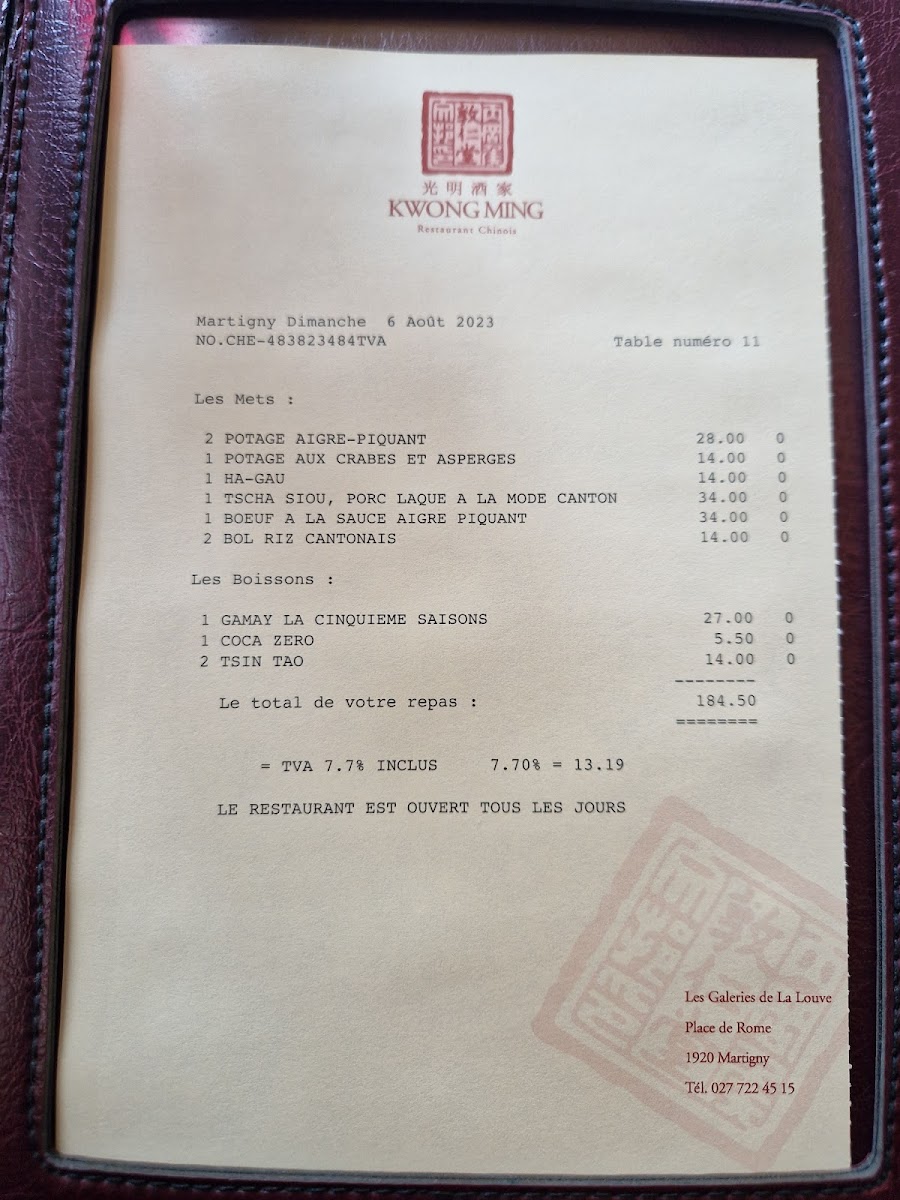 敦仁堂
光明酒家
KWONG MING
Restaurant Chinois
Martigny Dimanche  6 Août 2023
NO.CHE-483823484TVA Table numéro 11
Les Mets :
2 POTAGE AIGRE-PIQUANT 28.00 0
1 POTAGE AUX CRABES ET ASPERGES 14.00 0
1 HA-GAU 14.00 0
1 TSCHA SIOU, PORC LAQUE A LA MODE CANTON 34.00 0
1 BOEUF A LA SAUCE AIGRE PIQUANT 34.00 0
2 BOL RIZ CANTONAIS 14.00 0
Les Boissons :
1 GAMAY LA CINQUIEME SAISONS 27.00 0
1 COCA ZERO 5.50 0
2 TSIN TAO 14.00 0
--------
Le total de votre repas : 184.50
========
= TVA 7.7% INCLUS 7.70% = 13.19
LE RESTAURANT EST OUVERT TOUS LES JOURS
Les Galeries de La Louve
Place de Rome
1920 Martigny
Tél. 027 722 45 15